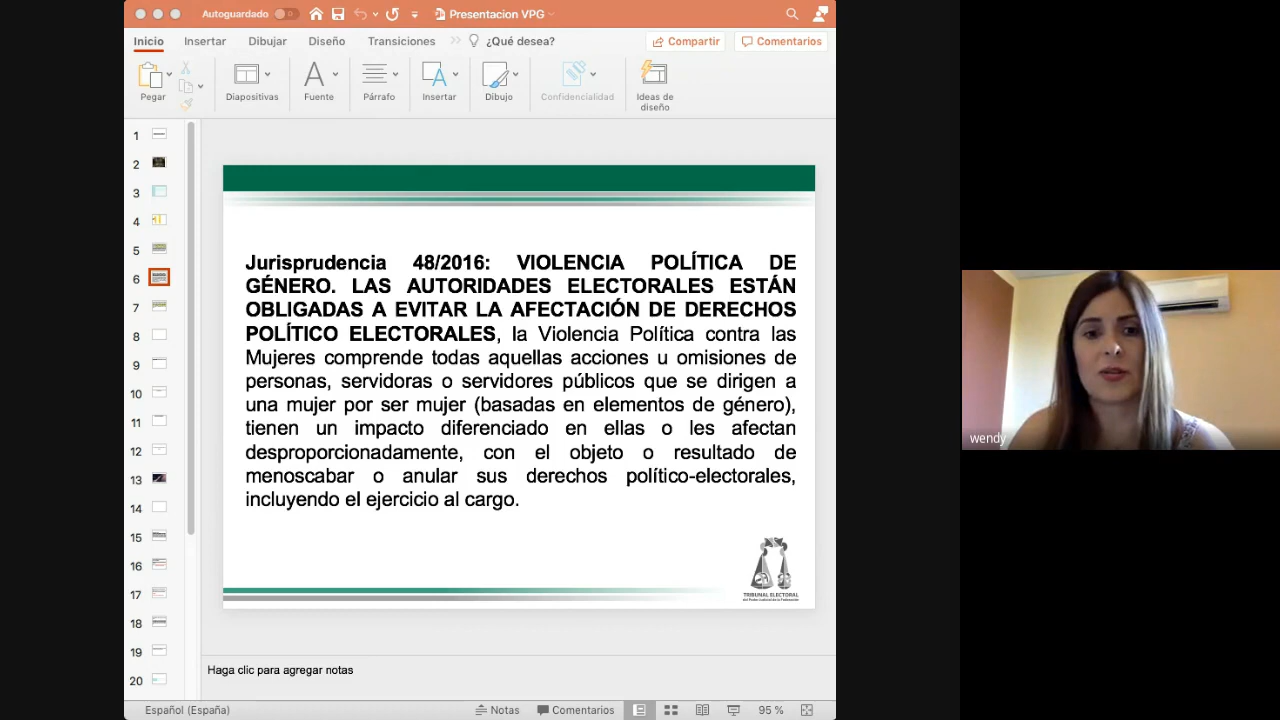 Autoguardado
Presentacion VPG
Inicio Insertar Dibujar Diseño Transiciones >> ¿Qué desea? Compartir Comentarios
Pegar Diapositivas Fuente Párrafo Insertar Dibujo Confidencialidad Ideas de
diseño
1
2
3
4
5
6
7
8
9
10
11
12
13
14
15
16
17
18
19
20
Jurisprudencia 48/2016: VIOLENCIA POLÍTICA DE
GÉNERO. LAS AUTORIDADES ELECTORALES ESTÁN
OBLIGADAS A EVITAR LA AFECTACIÓN DE DERECHOS
POLÍTICO ELECTORALES, la Violencia Política contra las
Mujeres comprende todas aquellas acciones u omisiones de
personas, servidoras o servidores públicos que se dirigen a
una mujer por ser mujer (basadas en elementos de género),
tienen un impacto diferenciado en ellas o les afectan
desproporcionadamente, con el objeto o resultado de
menoscabar o anular sus derechos político-electorales,
incluyendo el ejercicio al cargo.
TRIBUNAL ELECTORAL
del Poder Judicial de la Federación
Haga clic para agregar notas
Español (España) Notas Comentarios 95 %
wendy